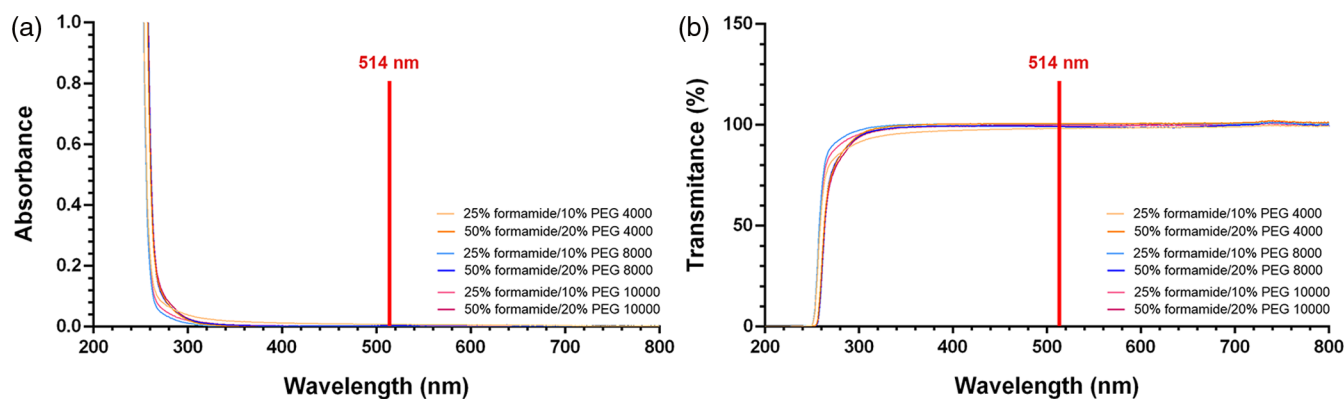 (a)
Absorbance
1.0
0.8
0.6
0.4
0.2
0.0
514 nm
25% formamide/10% PEG 4000
50% formamide/20% PEG 4000
25% formamide/10% PEG 8000
50% formamide/20% PEG 8000
25% formamide/10% PEG 10000
50% formamide/20% PEG 10000
200 300 400 500 600 700 800
Wavelength (nm)
(b)
Transmitance (%)
150
100
50
0
514 nm
25% formamide/10% PEG 4000
50% formamide/20% PEG 4000
25% formamide/10% PEG 8000
50% formamide/20% PEG 8000
25% formamide/10% PEG 10000
50% formamide/20% PEG 10000
200 300 400 500 600 700 800
Wavelength (nm)